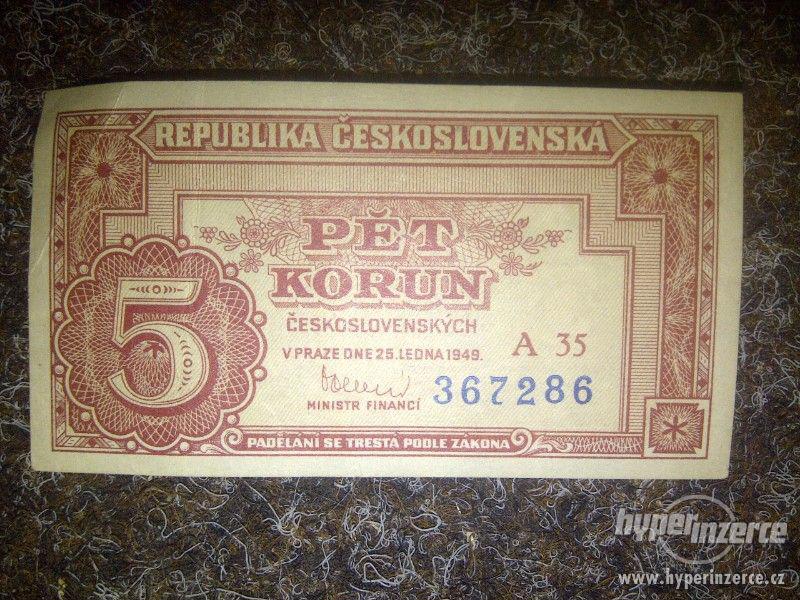 REPUBLIKA ČESKOSLOVENSKÁ
PĚT
KORUN
5
ČESKOSLOVENSKÝCH
V PRAZE DNE 25. LEDNA 1949.
A 35
367286
MINISTR FINANCÍ
PADĚLÁNÍ SE TRESTÁ PODLE ZÁKONA
hyperinzerce
www.hyperinzerce.cz